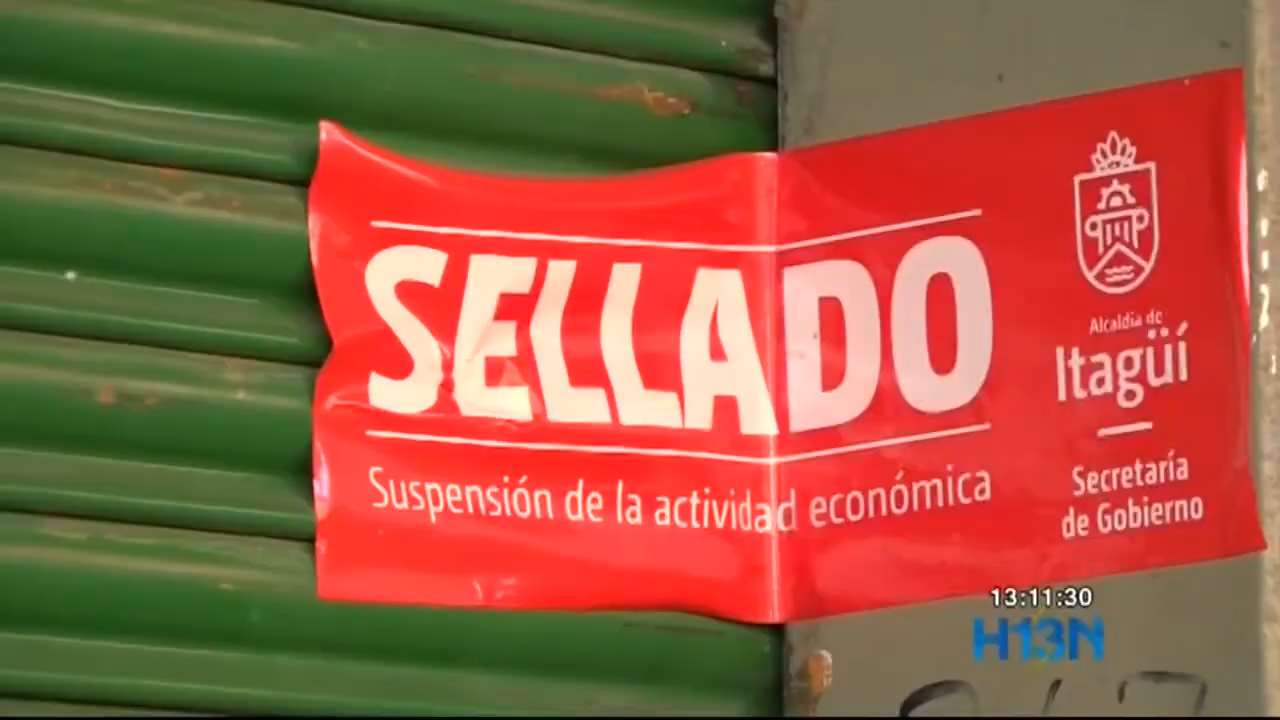 SELLADO
Suspensión de la actividad económica
Alcaldía de
Itagüí
Secretaría
de Gobierno
13:11:30
H13N